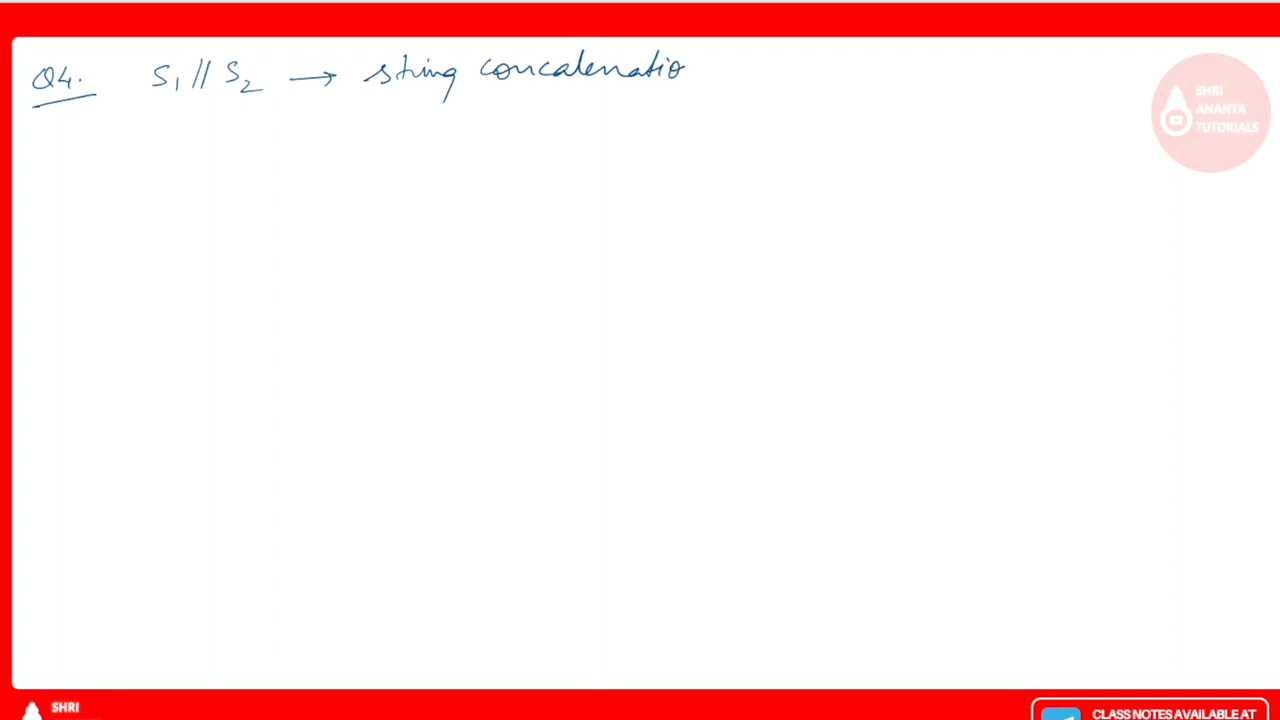 Q4. S₁ // S₂ → string concatenatio
SHRI
ANANTA
TUTORIALS
SHRI
CLASS NOTES AVAILABLE AT